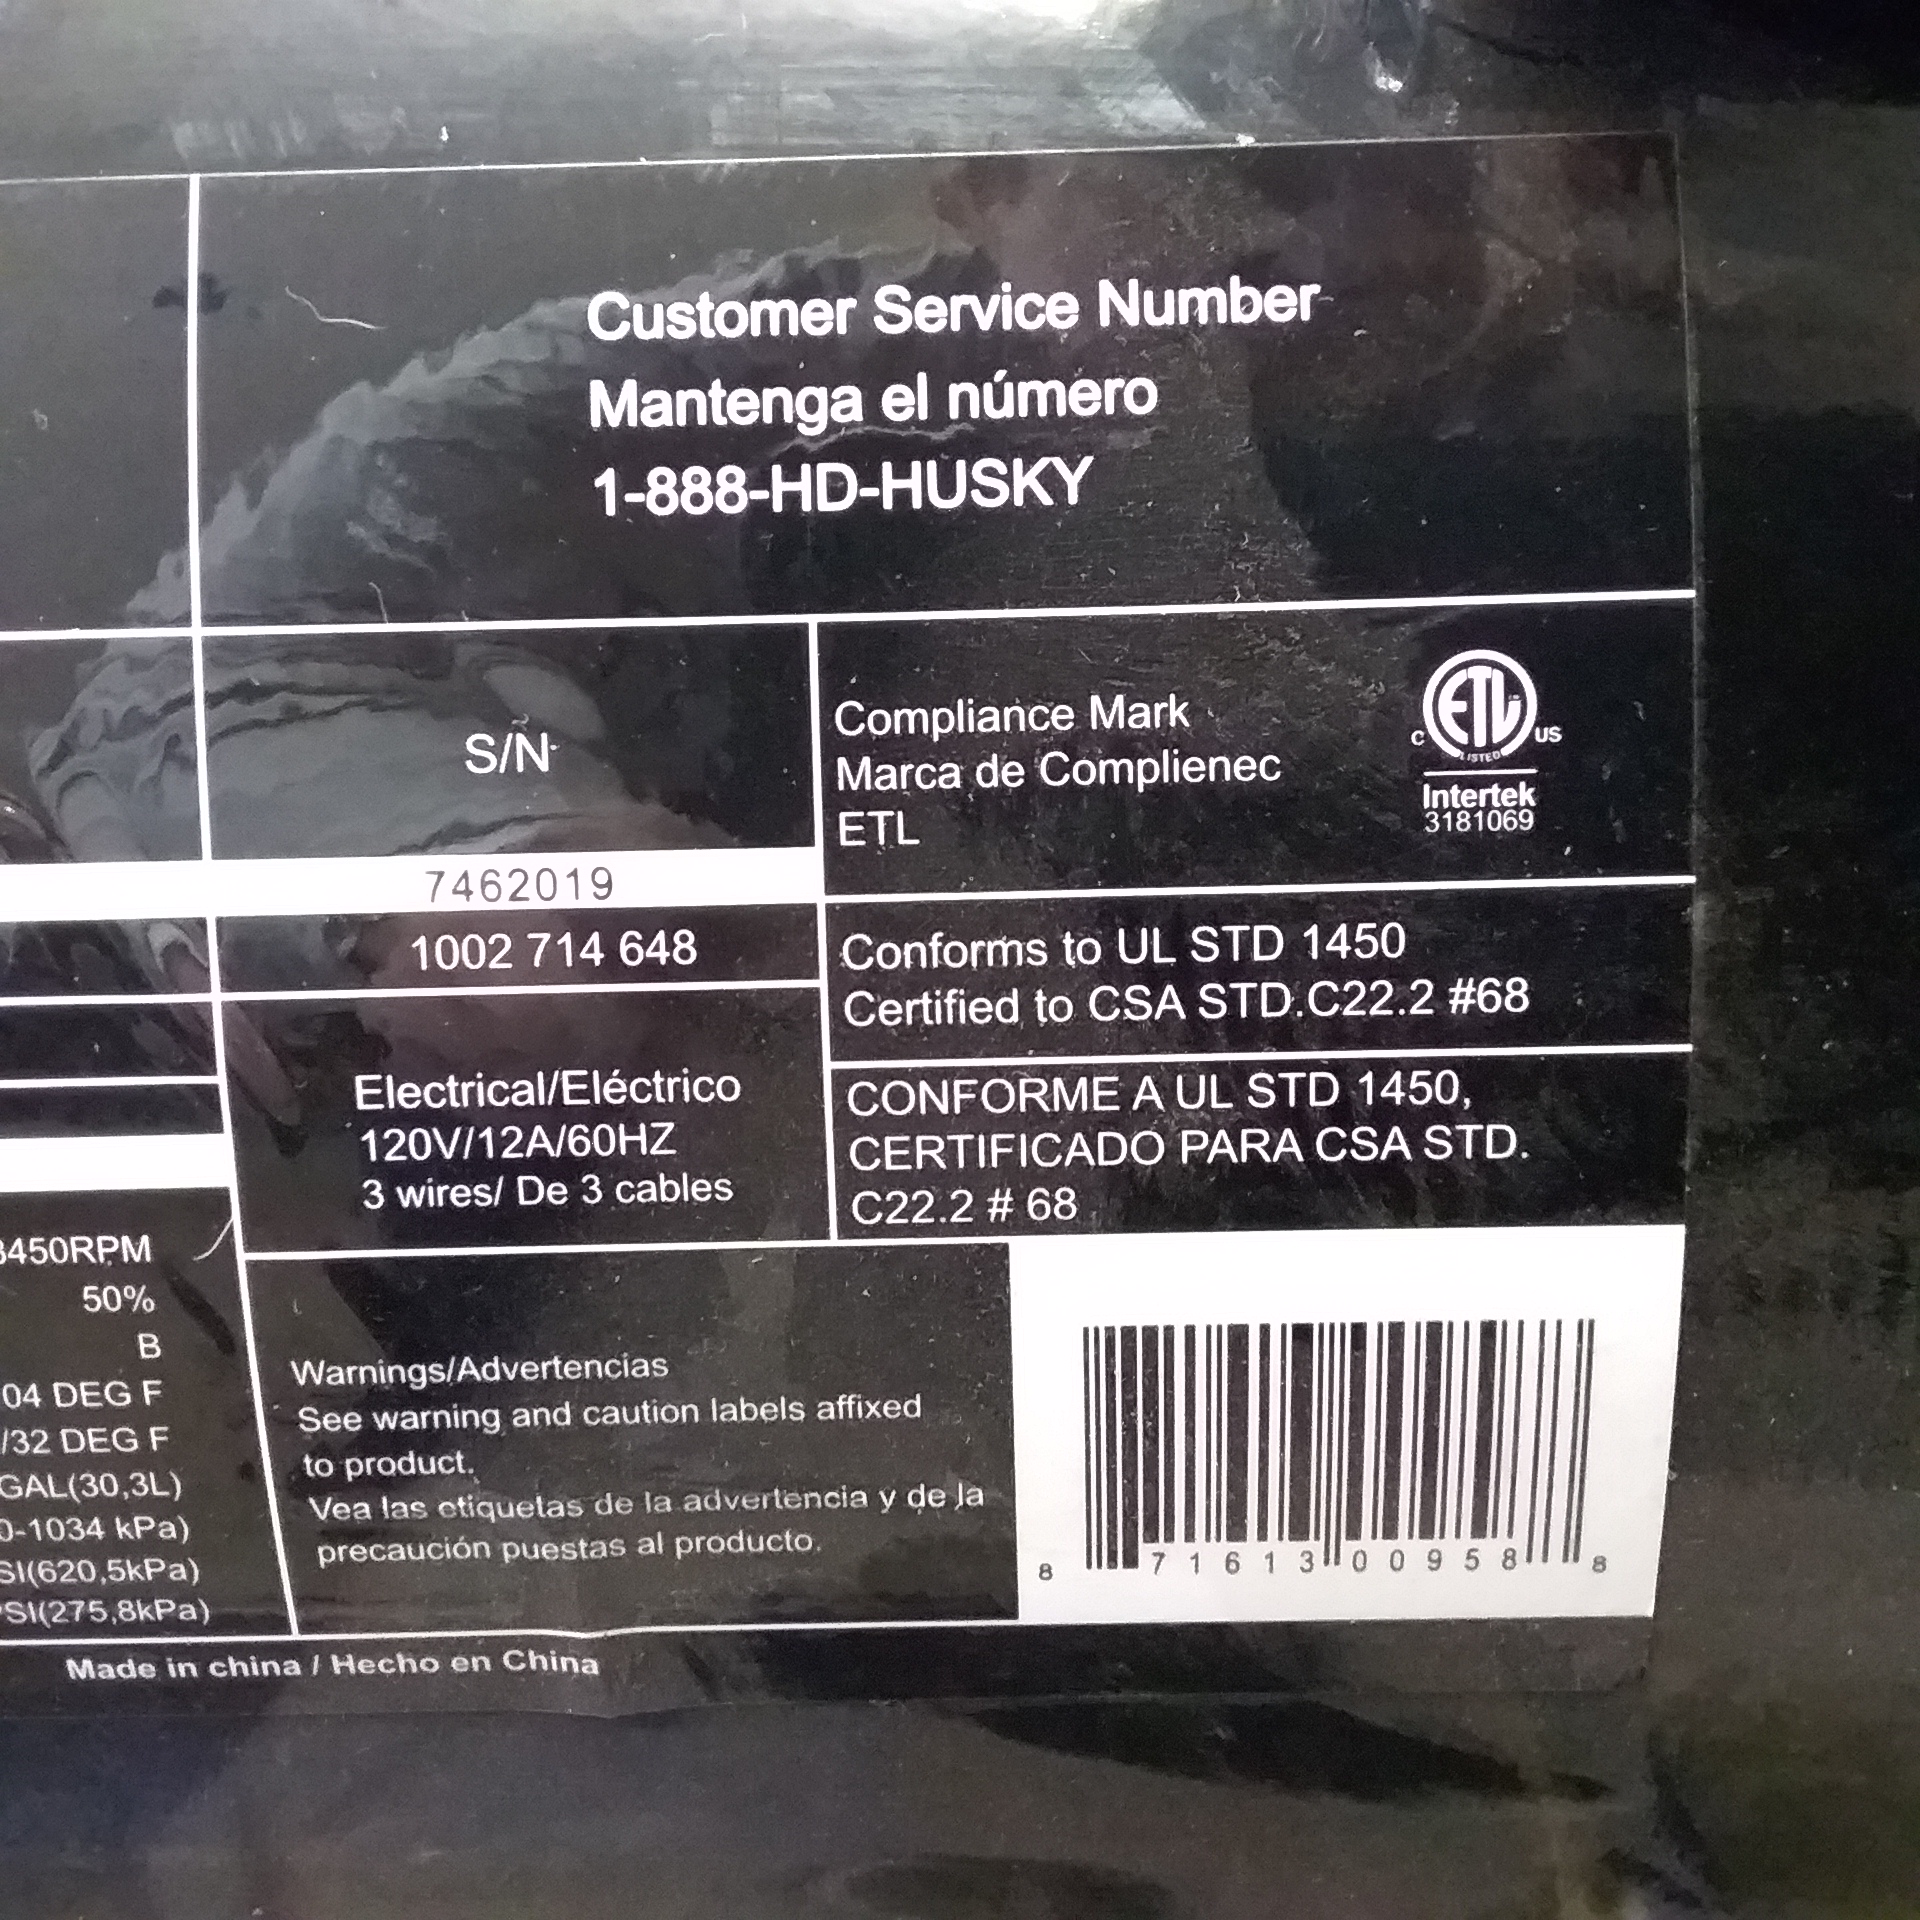 Customer Service Number
Mantenga el número
1-888-HD-HUSKY
S/N
Compliance Mark
Marca de Complienec
ETL
ETL
C US
LISTED
Intertek
3181069
7462019
1002 714 648
Conforms to UL STD 1450
Certified to CSA STD.C22.2 #68
Electrical/Eléctrico
120V/12A/60HZ
3 wires/ De 3 cables
CONFORME A UL STD 1450,
CERTIFICADO PARA CSA STD.
C22.2 # 68
3450RPM
50%
B
04 DEG F
/32 DEG F
GAL(30,3L)
0-1034 kPa)
SI(620,5kPa)
SI(275,8kPa)
Warnings/Advertencias
See warning and caution labels affixed
to product.
Vea las etiquetas de la advertencia y de la
precaución puestas al producto.
8 71613 00958 8
Made in china / Hecho en China